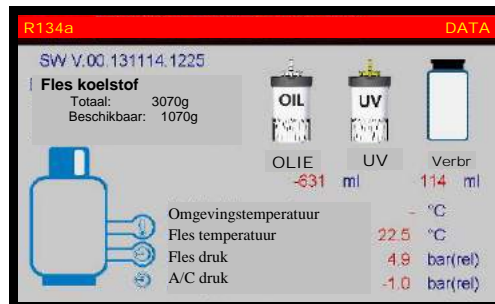 R134a DATA
SW V.00.131114.1225
Fles koelstof
Totaal: 3070g
Beschikbaar: 1070g
OIL UV
OLIE UV Verbr
-631 ml 114 ml
Omgevingstemperatuur - °C
Fles temperatuur 22.5 °C
Fles druk 4.9 bar(rel)
A/C druk -1.0 bar(rel)